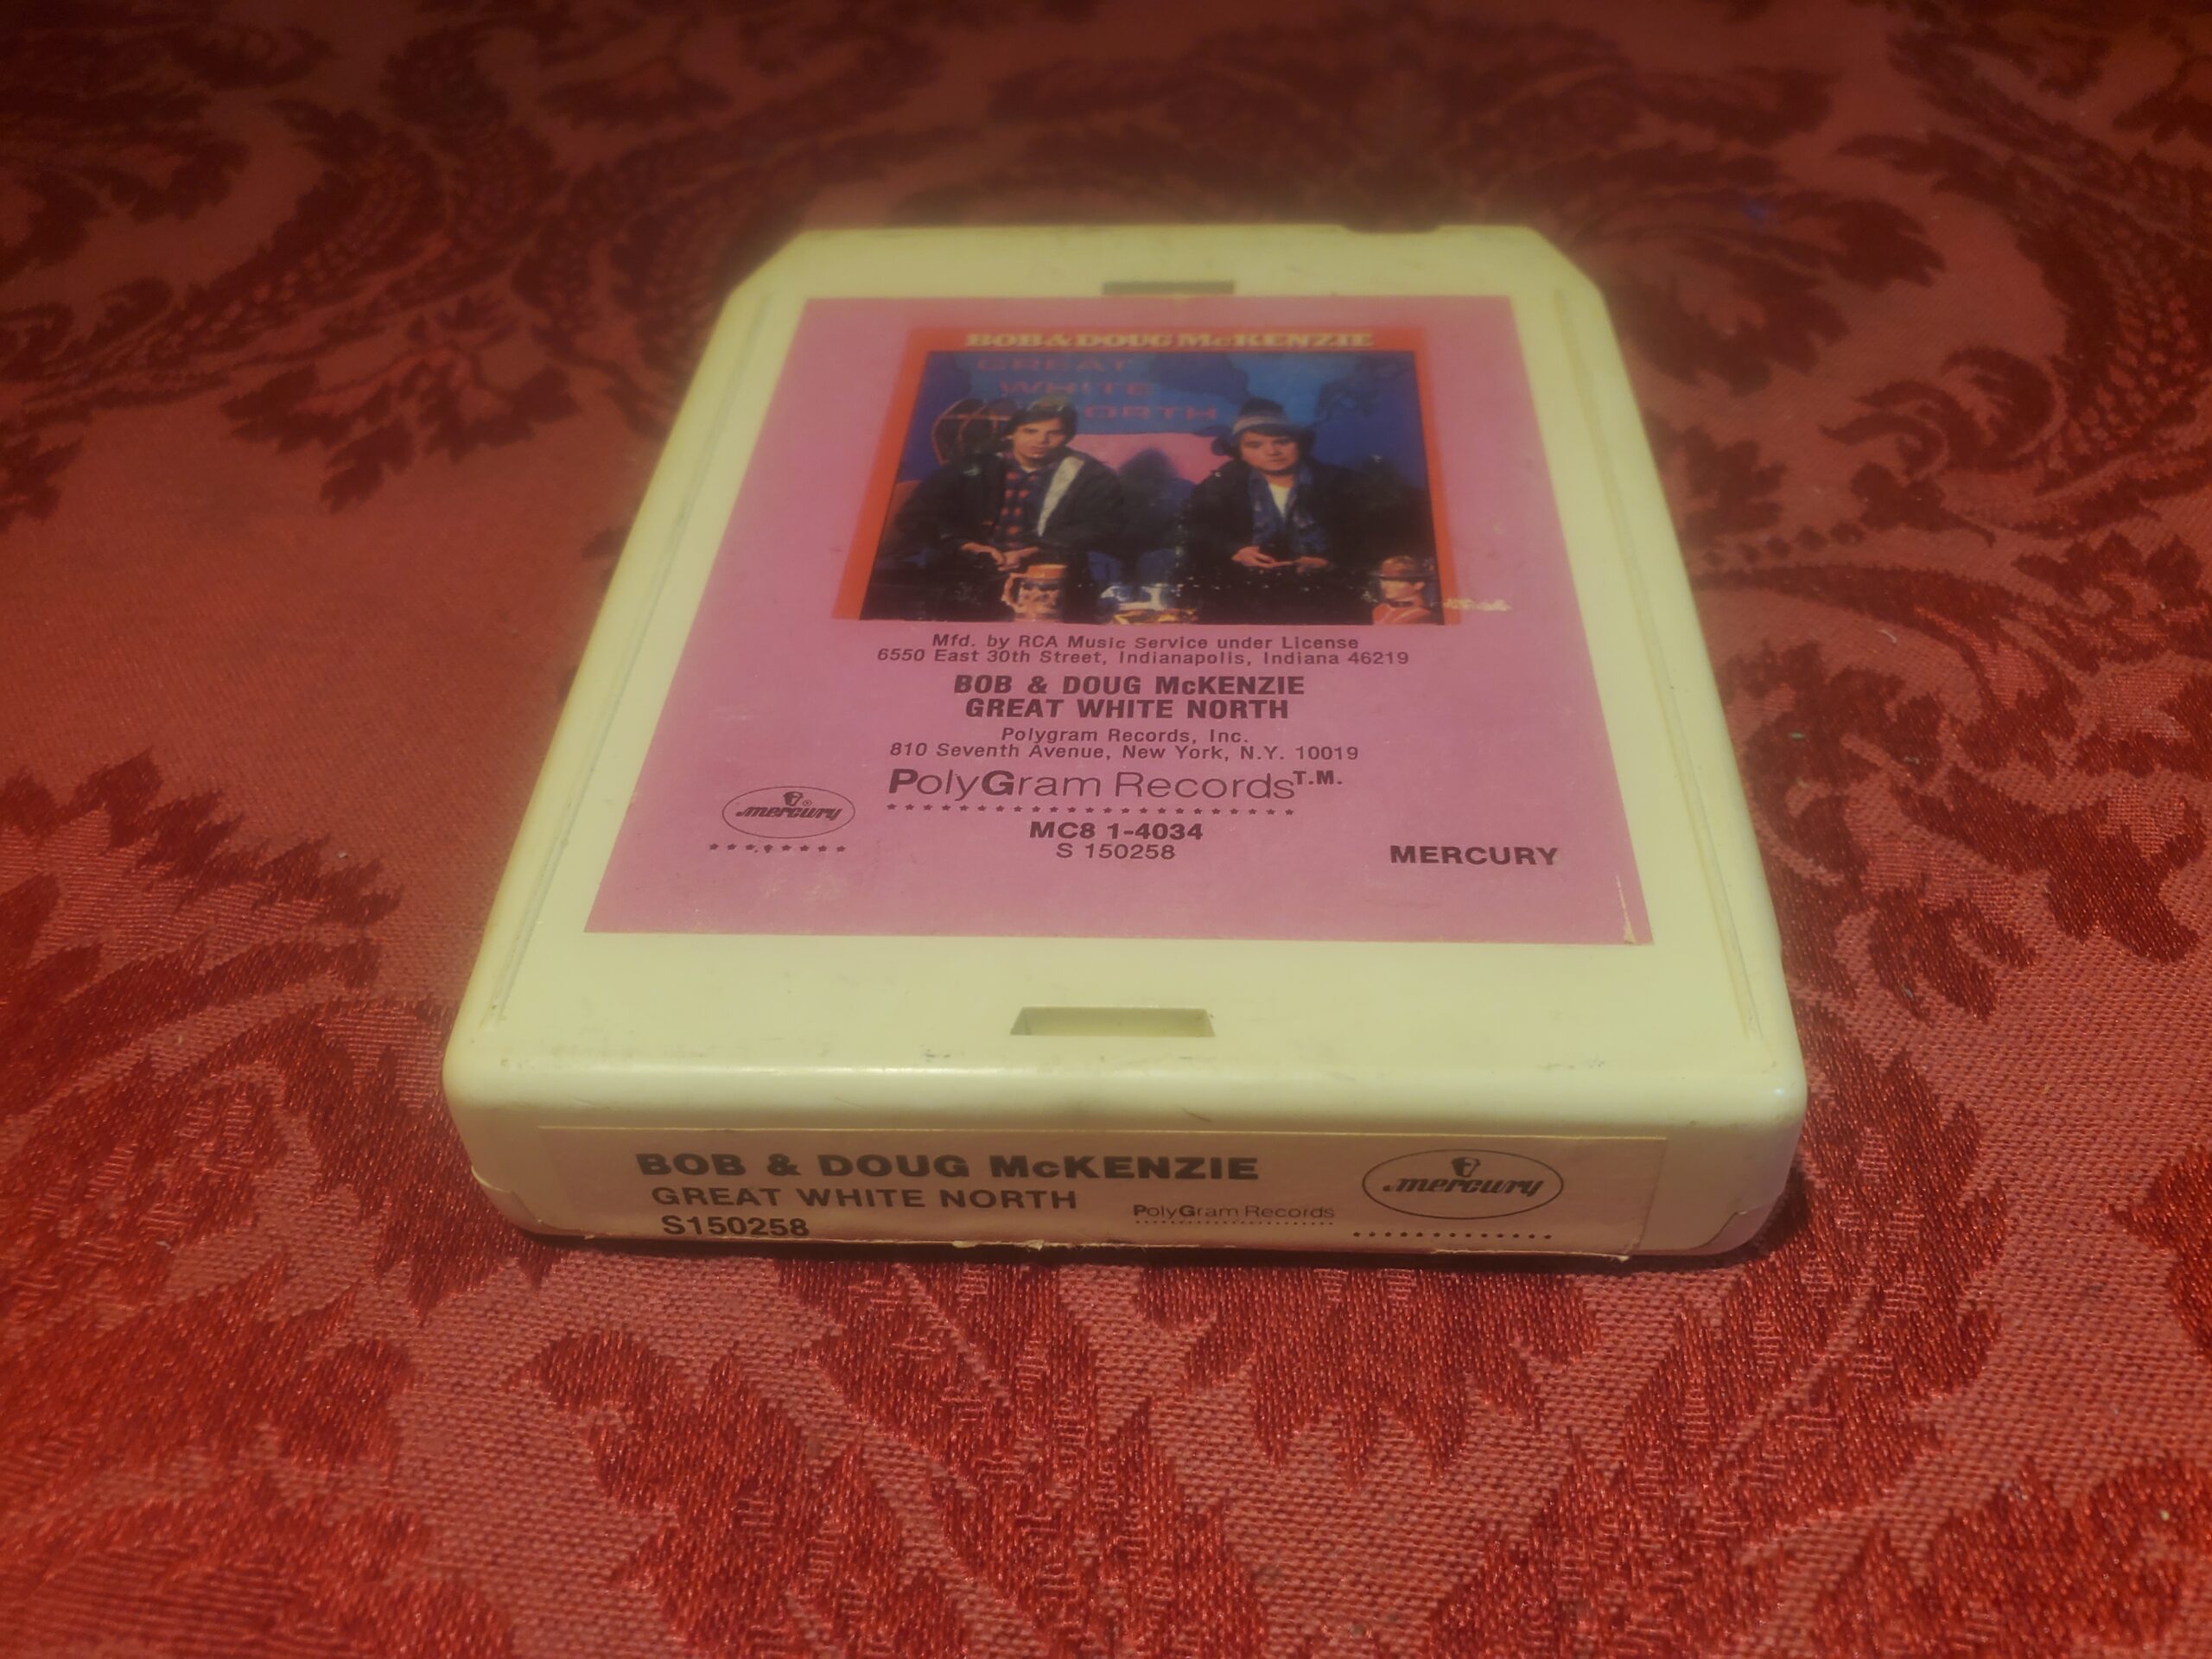 BOB & DOUG McKENZIE
GREAT
WHITE
NORTH
Mfd. by RCA Music Service under License
6550 East 30th Street, Indianapolis, Indiana 46219
BOB & DOUG McKENZIE
GREAT WHITE NORTH
Polygram Records, Inc.
810 Seventh Avenue, New York, N.Y. 10019
PolyGram Records T.M.
mercury ®
MC8 1-4034
S 150258
MERCURY
BOB & DOUG McKENZIE
GREAT WHITE NORTH
S150258
PolyGram Records
mercury